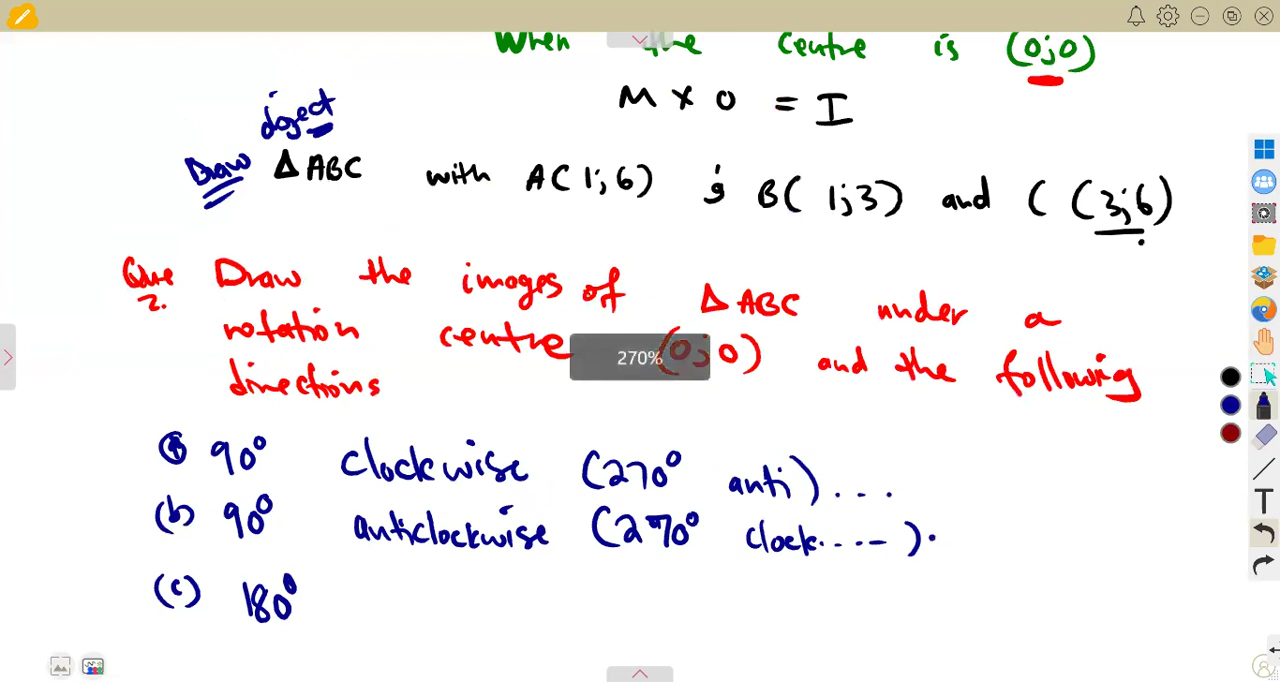 When the centre is (0;0)
M x 0 = I
object
Draw Δ ABC with A(1;6) ; B(1;3) and C (3;6)
Que Draw the images of Δ ABC under a
2. rotation centre (0;0) and the following
directions
270%
(a) 90° clockwise (270° anti)....
(b) 90° anticlockwise (270° clock.....).
(c) 180°
T